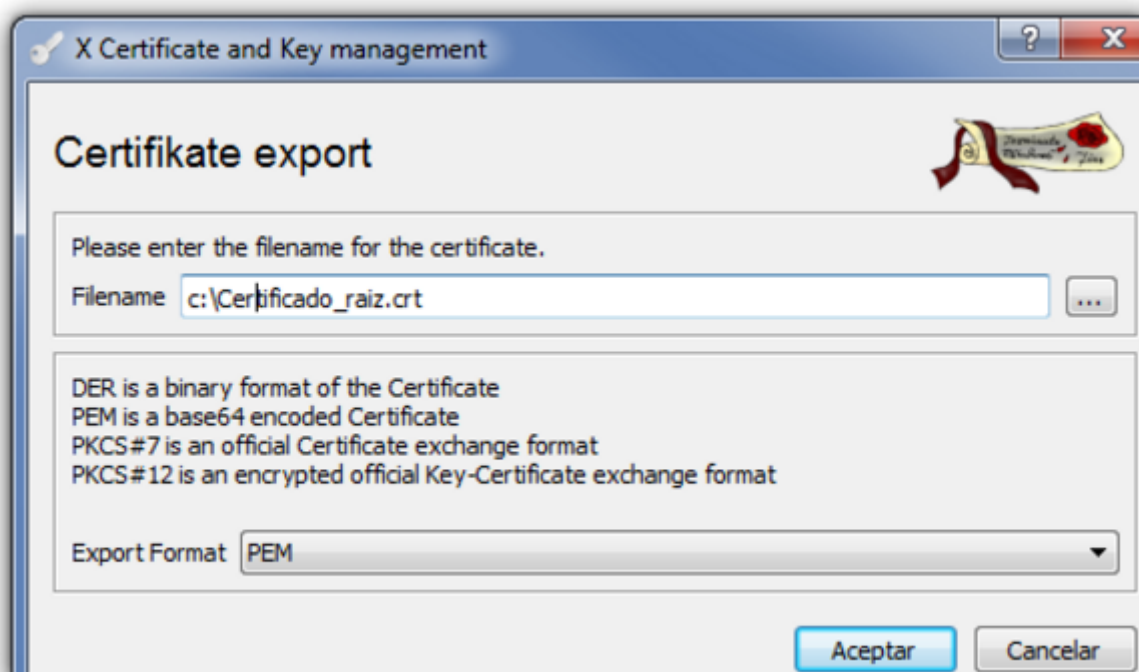 X Certificate and Key management
?
X
Certifikate export
Please enter the filename for the certificate.
Filename c:\Certificado_raiz.crt ...
DER is a binary format of the Certificate
PEM is a base64 encoded Certificate
PKCS#7 is an official Certificate exchange format
PKCS#12 is an encrypted official Key-Certificate exchange format
Export Format PEM
Aceptar Cancelar